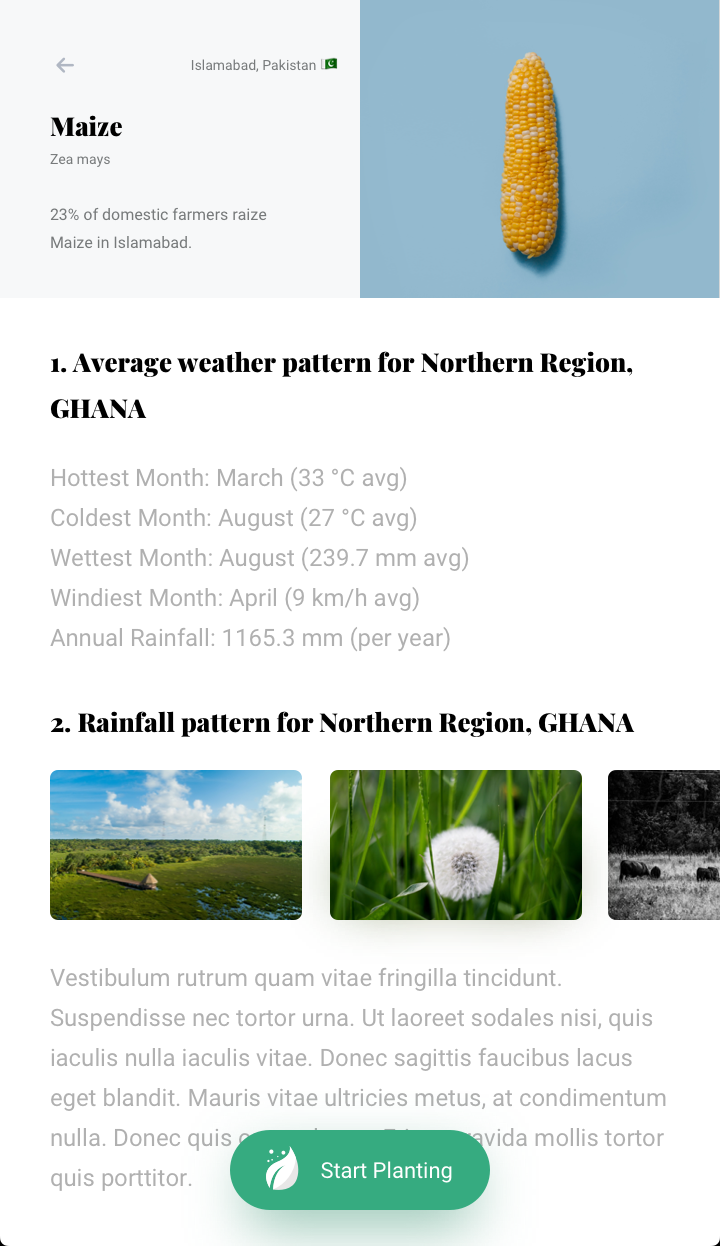 Islamabad, Pakistan 🇵🇰
Maize
Zea mays
23% of domestic farmers raize
Maize in Islamabad.
1. Average weather pattern for Northern Region,
GHANA
Hottest Month: March (33 °C avg)
Coldest Month: August (27 °C avg)
Wettest Month: August (239.7 mm avg)
Windiest Month: April (9 km/h avg)
Annual Rainfall: 1165.3 mm (per year)
2. Rainfall pattern for Northern Region, GHANA
Vestibulum rutrum quam vitae fringilla tincidunt.
Suspendisse nec tortor urna. Ut laoreet sodales nisi, quis
iaculis nulla iaculis vitae. Donec sagittis faucibus lacus
eget blandit. Mauris vitae ultricies metus, at condimentum
nulla. Donec quis mollis tortor
quis porttitor.
Start Planting